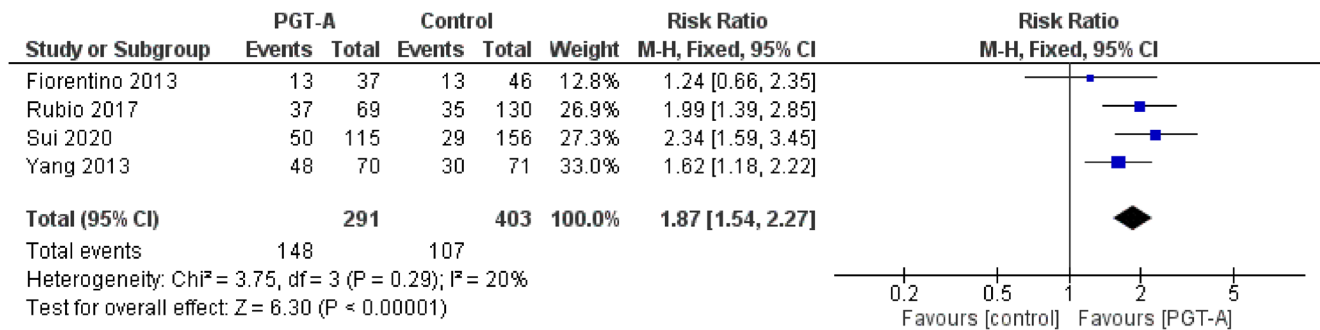 PGT-A Control Risk Ratio Risk Ratio
Study or Subgroup Events Total Events Total Weight M-H, Fixed, 95% CI M-H, Fixed, 95% CI
Fiorentino 2013 13 37 13 46 12.8% 1.24 [0.66, 2.35]
Rubio 2017 37 69 35 130 26.9% 1.99 [1.39, 2.85]
Sui 2020 50 115 29 156 27.3% 2.34 [1.59, 3.45]
Yang 2013 48 70 30 71 33.0% 1.62 [1.18, 2.22]
Total (95% CI) 291 403 100.0% 1.87 [1.54, 2.27]
Total events 148 107
Heterogeneity: Chi² = 3.75, df = 3 (P = 0.29); I² = 20%
Test for overall effect: Z = 6.30 (P < 0.00001)
0.2 0.5 1 2 5
Favours [control] Favours [PGT-A]